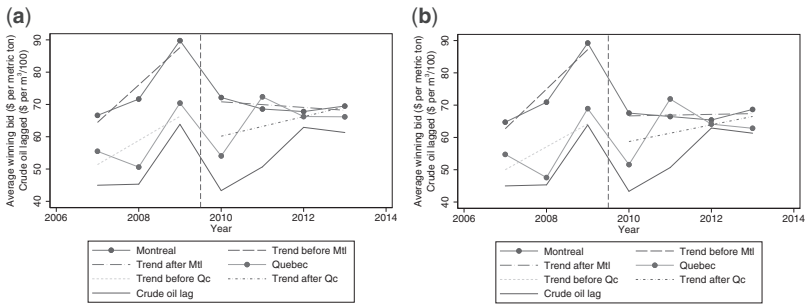 (a)
Average winning bid ($ per metric ton)
Crude oil lagged ($ per m³/100)
90
80
70
60
50
40
2006
2008
2010
2012
2014
Year
Montreal
Trend before Mtl
Trend after Mtl
Quebec
Trend before Qc
Trend after Qc
Crude oil lag
(b)
Average winning bid ($ per metric ton)
Crude oil lagged ($ per m³/100)
90
80
70
60
50
40
2006
2008
2010
2012
2014
Year
Montreal
Trend before Mtl
Trend after Mtl
Quebec
Trend before Qc
Trend after Qc
Crude oil lag